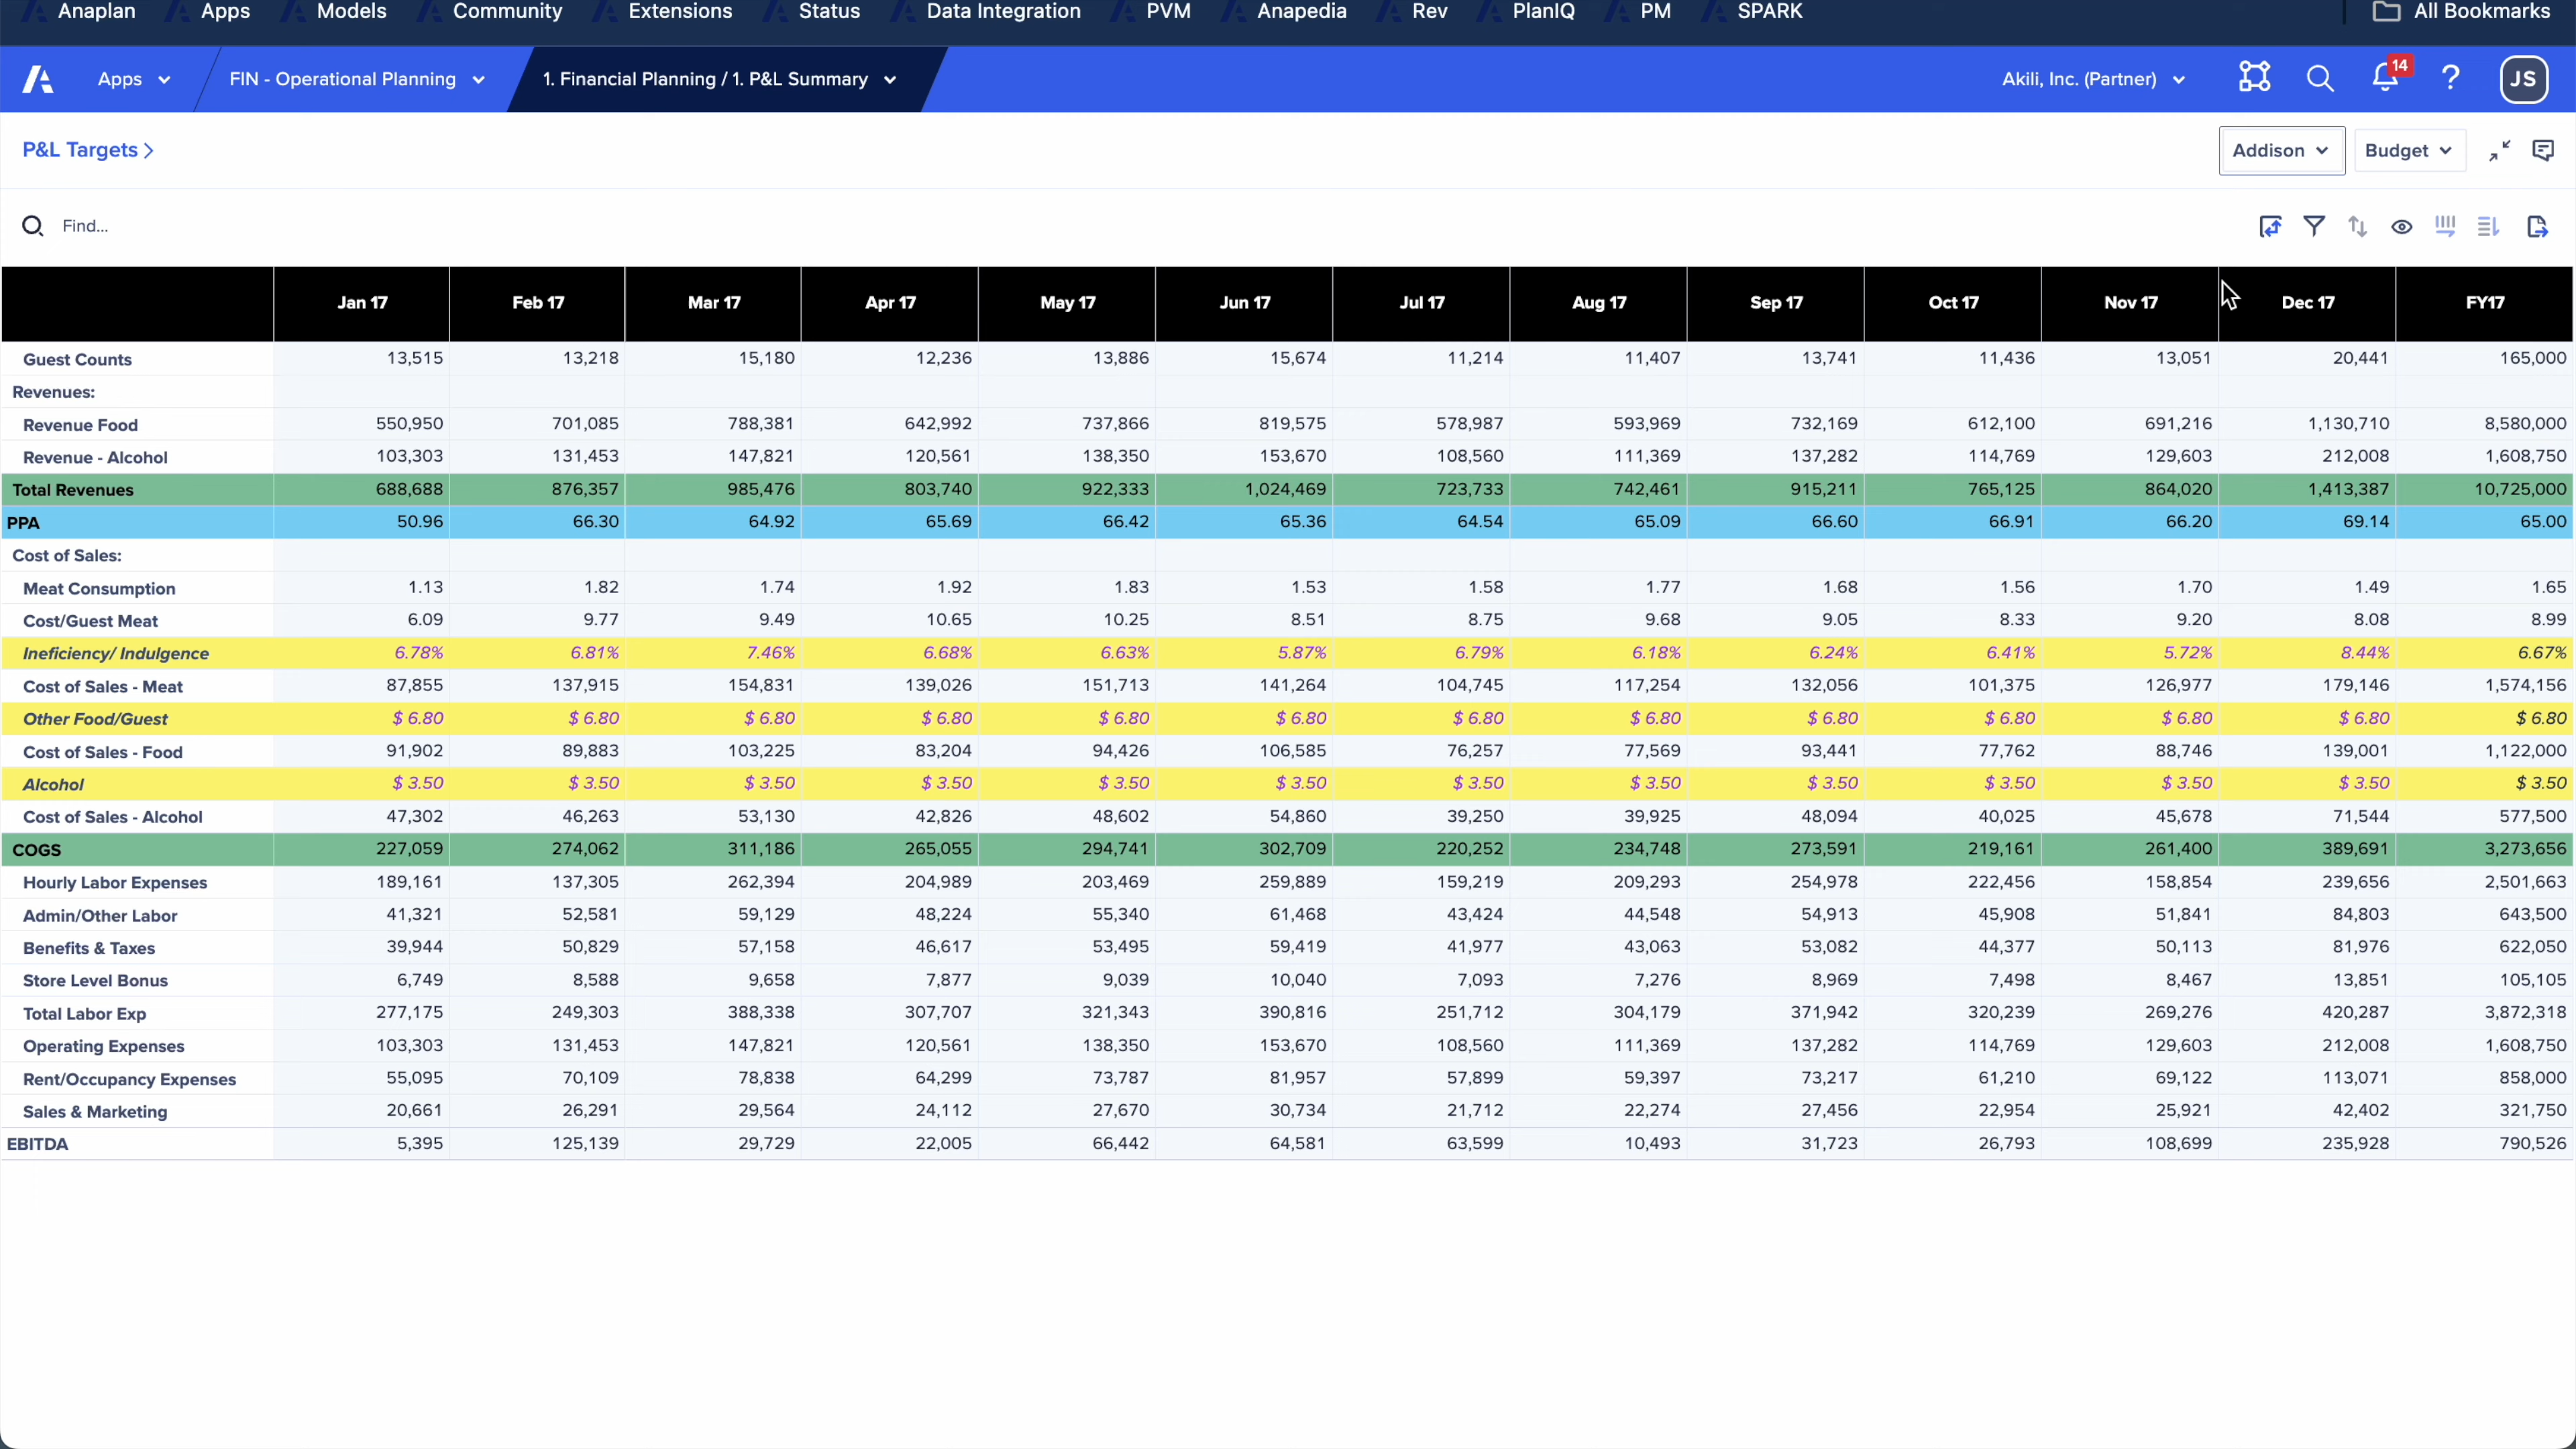 Anaplan Apps Models Community Extensions Status Data Integration PVM Anapedia Rev PlanIQ PM SPARK All Bookmarks
Apps FIN - Operational Planning 1. Financial Planning / 1. P&L Summary Akili, Inc. (Partner) 14 ? JS
P&L Targets Addison Budget
Find...
Jan 17 Feb 17 Mar 17 Apr 17 May 17 Jun 17 Jul 17 Aug 17 Sep 17 Oct 17 Nov 17 Dec 17 FY17
Guest Counts 13,515 13,218 15,180 12,236 13,886 15,674 11,214 11,407 13,741 11,436 13,051 20,441 165,000
Revenues:
Revenue Food 550,950 701,085 788,381 642,992 737,866 819,575 578,987 593,969 732,169 612,100 691,216 1,130,710 8,580,000
Revenue - Alcohol 103,303 131,453 147,821 120,561 138,350 153,670 108,560 111,369 137,282 114,769 129,603 212,008 1,608,750
Total Revenues 688,688 876,357 985,476 803,740 922,333 1,024,469 723,733 742,461 915,211 765,125 864,020 1,413,387 10,725,000
PPA 50.96 66.30 64.92 65.69 66.42 65.36 64.54 65.09 66.60 66.91 66.20 69.14 65.00
Cost of Sales:
Meat Consumption 1.13 1.82 1.74 1.92 1.83 1.53 1.58 1.77 1.68 1.56 1.70 1.49 1.65
Cost/Guest Meat 6.09 9.77 9.49 10.65 10.25 8.51 8.75 9.68 9.05 8.33 9.20 8.08 8.99
Ineficiency/ Indulgence 6.78% 6.81% 7.46% 6.68% 6.63% 5.87% 6.79% 6.18% 6.24% 6.41% 5.72% 8.44% 6.67%
Cost of Sales - Meat 87,855 137,915 154,831 139,026 151,713 141,264 104,745 117,254 132,056 101,375 126,977 179,146 1,574,156
Other Food/Guest $ 6.80 $ 6.80 $ 6.80 $ 6.80 $ 6.80 $ 6.80 $ 6.80 $ 6.80 $ 6.80 $ 6.80 $ 6.80 $ 6.80 $ 6.80
Cost of Sales - Food 91,902 89,883 103,225 83,204 94,426 106,585 76,257 77,569 93,441 77,762 88,746 139,001 1,122,000
Alcohol $ 3.50 $ 3.50 $ 3.50 $ 3.50 $ 3.50 $ 3.50 $ 3.50 $ 3.50 $ 3.50 $ 3.50 $ 3.50 $ 3.50 $ 3.50
Cost of Sales - Alcohol 47,302 46,263 53,130 42,826 48,602 54,860 39,250 39,925 48,094 40,025 45,678 71,544 577,500
COGS 227,059 274,062 311,186 265,055 294,741 302,709 220,252 234,748 273,591 219,161 261,400 389,691 3,273,656
Hourly Labor Expenses 189,161 137,305 262,394 204,989 203,469 259,889 159,219 209,293 254,978 222,456 158,854 239,656 2,501,663
Admin/Other Labor 41,321 52,581 59,129 48,224 55,340 61,468 43,424 44,548 54,913 45,908 51,841 84,803 643,500
Benefits & Taxes 39,944 50,829 57,158 46,617 53,495 59,419 41,977 43,063 53,082 44,377 50,113 81,976 622,050
Store Level Bonus 6,749 8,588 9,658 7,877 9,039 10,040 7,093 7,276 8,969 7,498 8,467 13,851 105,105
Total Labor Exp 277,175 249,303 388,338 307,707 321,343 390,816 251,712 304,179 371,942 320,239 269,276 420,287 3,872,318
Operating Expenses 103,303 131,453 147,821 120,561 138,350 153,670 108,560 111,369 137,282 114,769 129,603 212,008 1,608,750
Rent/Occupancy Expenses 55,095 70,109 78,838 64,299 73,787 81,957 57,899 59,397 73,217 61,210 69,122 113,071 858,000
Sales & Marketing 20,661 26,291 29,564 24,112 27,670 30,734 21,712 22,274 27,456 22,954 25,921 42,402 321,750
EBITDA 5,395 125,139 29,729 22,005 66,442 64,581 63,599 10,493 31,723 26,793 108,699 235,928 790,526